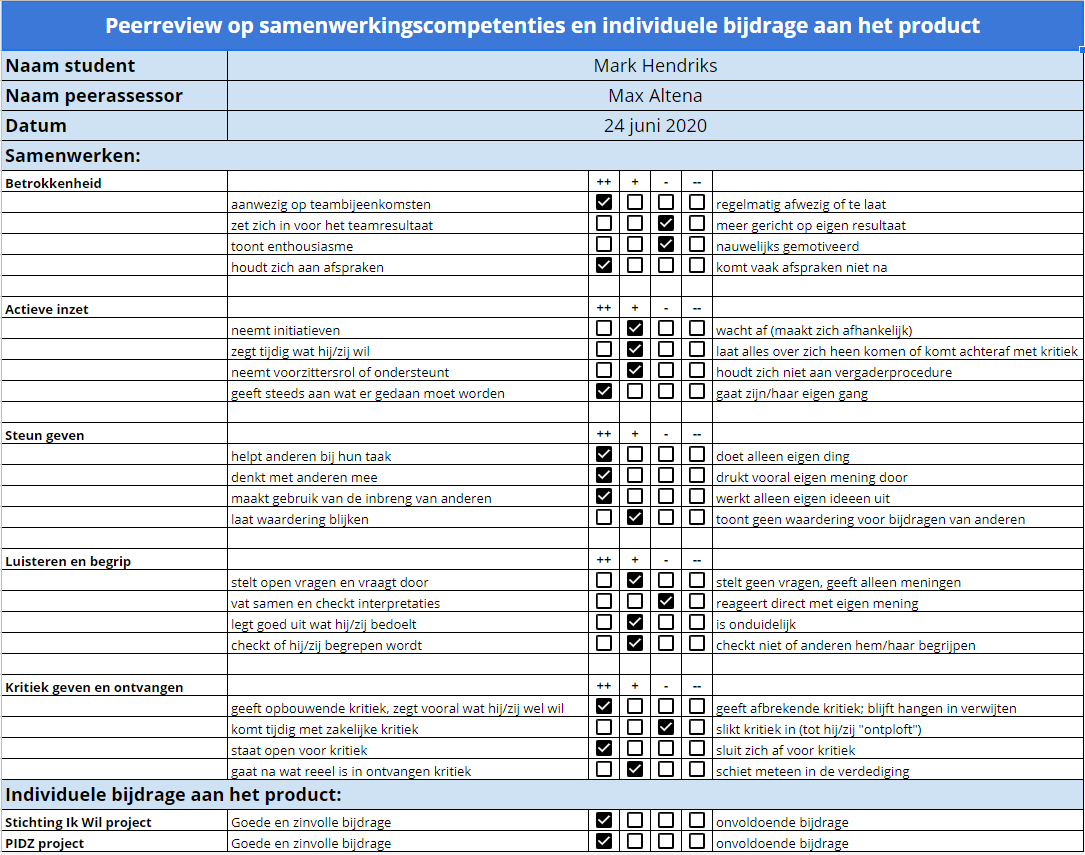 Peerreview op samenwerkingscompetenties en individuele bijdrage aan het product
Naam student Mark Hendriks
Naam peerassessor Max Altena
Datum 24 juni 2020
Samenwerken:
Betrokkenheid ++ + - --
aanwezig op teambijeenkomsten regelmatig afwezig of te laat
zet zich in voor het teamresultaat meer gericht op eigen resultaat
toont enthousiasme nauwelijks gemotiveerd
houdt zich aan afspraken komt vaak afspraken niet na
Actieve inzet ++ + - --
neemt initiatieven wacht af (maakt zich afhankelijk)
zegt tijdig wat hij/zij wil laat alles over zich heen komen of komt achteraf met kritiek
neemt voorzittersrol of ondersteunt houdt zich niet aan vergaderprocedure
geeft steeds aan wat er gedaan moet worden gaat zijn/haar eigen gang
Steun geven ++ + - --
helpt anderen bij hun taak doet alleen eigen ding
denkt met anderen mee drukt vooral eigen mening door
maakt gebruik van de inbreng van anderen werkt alleen eigen ideeen uit
laat waardering blijken toont geen waardering voor bijdragen van anderen
Luisteren en begrip ++ + - --
stelt open vragen en vraagt door stelt geen vragen, geeft alleen meningen
vat samen en checkt interpretaties reageert direct met eigen mening
legt goed uit wat hij/zij bedoelt is onduidelijk
checkt of hij/zij begrepen wordt checkt niet of anderen hem/haar begrijpen
Kritiek geven en ontvangen ++ + - --
geeft opbouwende kritiek, zegt vooral wat hij/zij wel wil geeft afbrekende kritiek; blijft hangen in verwijten
komt tijdig met zakelijke kritiek slikt kritiek in (tot hij/zij "ontploft")
staat open voor kritiek sluit zich af voor kritiek
gaat na wat reeel is in ontvangen kritiek schiet meteen in de verdediging
Individuele bijdrage aan het product:
Stichting Ik Wil project Goede en zinvolle bijdrage onvoldoende bijdrage
PIDZ project Goede en zinvolle bijdrage onvoldoende bijdrage